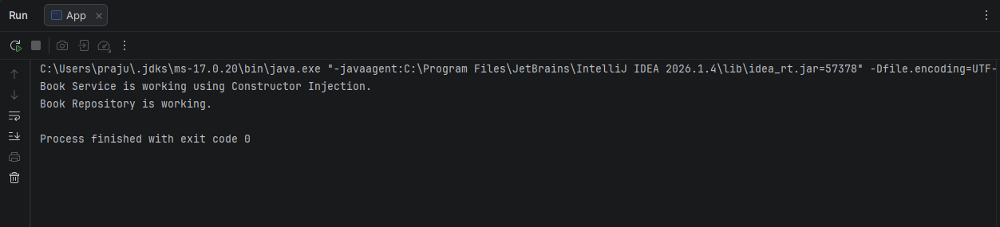 Run App
C:\Users\praju\.jdks\ms-17.0.20\bin\java.exe "-javaagent:C:\Program Files\JetBrains\IntelliJ IDEA 2026.1.4\lib\idea_rt.jar=57378" -Dfile.encoding=UTF-
Book Service is working using Constructor Injection.
Book Repository is working.
Process finished with exit code 0